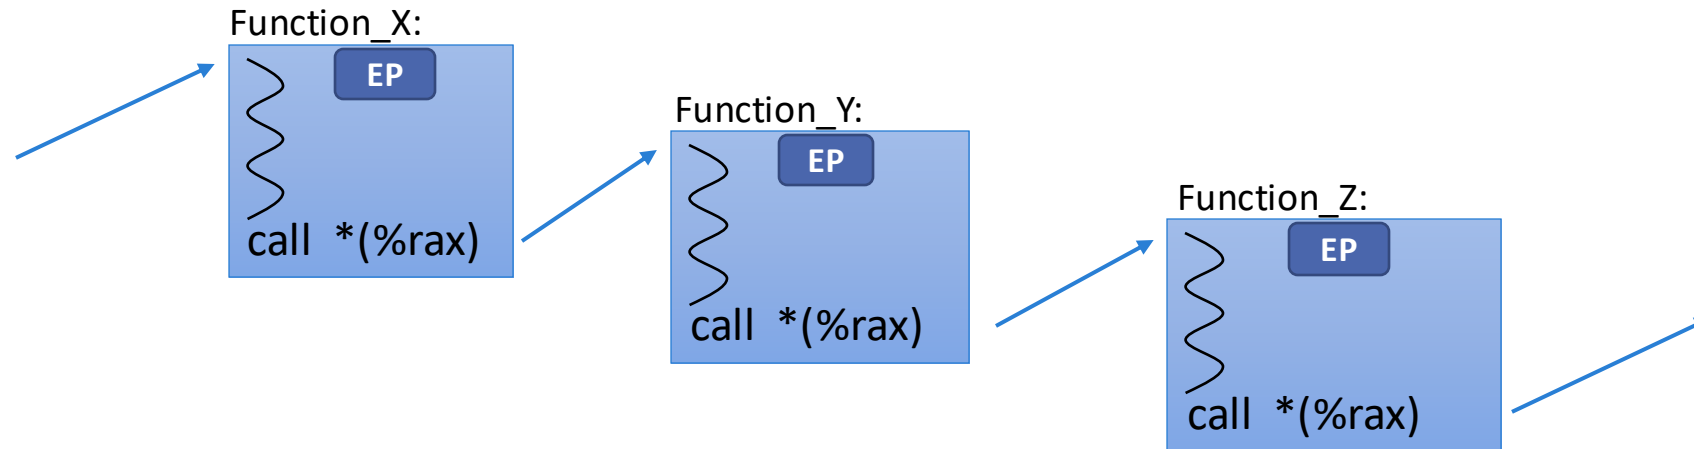 Function_X:
EP
call *(%rax)
Function_Y:
EP
call *(%rax)
Function_Z:
EP
call *(%rax)